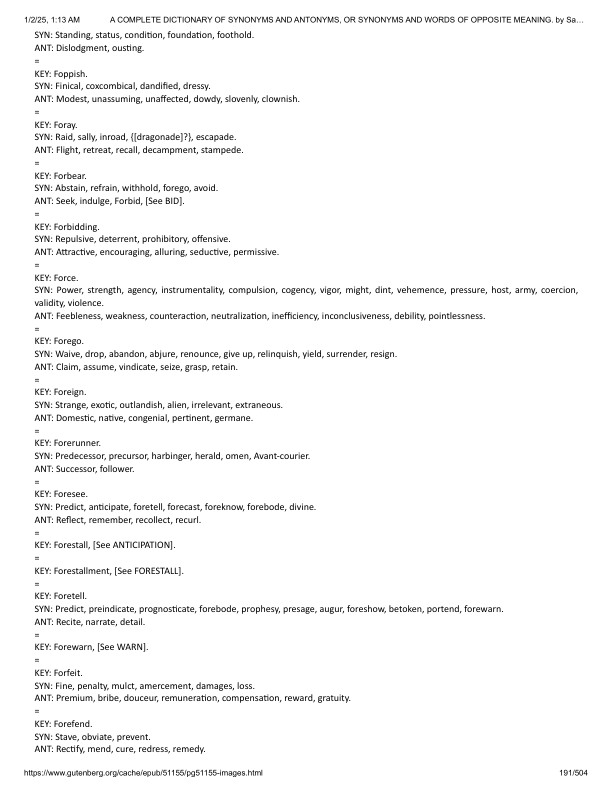 1/2/25, 1:13 AM A COMPLETE DICTIONARY OF SYNONYMS AND ANTONYMS, OR SYNONYMS AND WORDS OF OPPOSITE MEANING. by Sa…
SYN: Standing, status, condition, foundation, foothold.
ANT: Dislodgment, ousting.
=
KEY: Foppish.
SYN: Finical, coxcombical, dandified, dressy.
ANT: Modest, unassuming, unaffected, dowdy, slovenly, clownish.
=
KEY: Foray.
SYN: Raid, sally, inroad, {[dragonade]?}, escapade.
ANT: Flight, retreat, recall, decampment, stampede.
=
KEY: Forbear.
SYN: Abstain, refrain, withhold, forego, avoid.
ANT: Seek, indulge, Forbid, [See BID].
=
KEY: Forbidding.
SYN: Repulsive, deterrent, prohibitory, offensive.
ANT: Attractive, encouraging, alluring, seductive, permissive.
=
KEY: Force.
SYN: Power, strength, agency, instrumentality, compulsion, cogency, vigor, might, dint, vehemence, pressure, host, army, coercion,
validity, violence.
ANT: Feebleness, weakness, counteraction, neutralization, inefficiency, inconclusiveness, debility, pointlessness.
=
KEY: Forego.
SYN: Waive, drop, abandon, abjure, renounce, give up, relinquish, yield, surrender, resign.
ANT: Claim, assume, vindicate, seize, grasp, retain.
=
KEY: Foreign.
SYN: Strange, exotic, outlandish, alien, irrelevant, extraneous.
ANT: Domestic, native, congenial, pertinent, germane.
=
KEY: Forerunner.
SYN: Predecessor, precursor, harbinger, herald, omen, Avant-courier.
ANT: Successor, follower.
=
KEY: Foresee.
SYN: Predict, anticipate, foretell, forecast, foreknow, forebode, divine.
ANT: Reflect, remember, recollect, recurl.
=
KEY: Forestall, [See ANTICIPATION].
=
KEY: Forestallment, [See FORESTALL].
=
KEY: Foretell.
SYN: Predict, preindicate, prognosticate, forebode, prophesy, presage, augur, foreshow, betoken, portend, forewarn.
ANT: Recite, narrate, detail.
=
KEY: Forewarn, [See WARN].
=
KEY: Forfeit.
SYN: Fine, penalty, mulct, amercement, damages, loss.
ANT: Premium, bribe, douceur, remuneration, compensation, reward, gratuity.
=
KEY: Forefend.
SYN: Stave, obviate, prevent.
ANT: Rectify, mend, cure, redress, remedy.
https://www.gutenberg.org/cache/epub/51155/pg51155-images.html 191/504